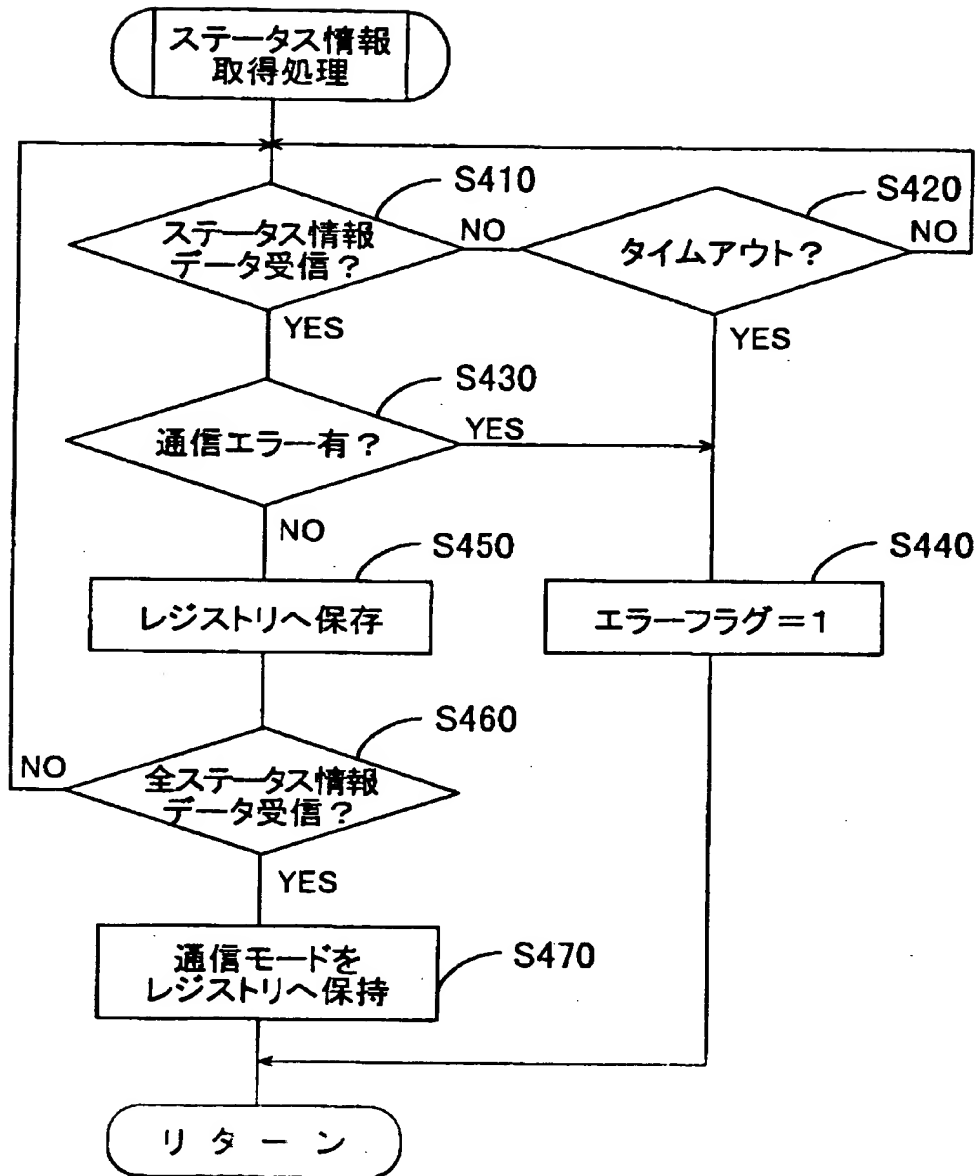 ステータス情報
取得処理
S410
ステータス情報
データ受信？
NO
YES
S420
タイムアウト？
NO
YES
S430
通信エラー有？
YES
NO
S450
レジストリへ保存
S440
エラーフラグ＝1
S460
全ステータス情報
データ受信？
NO
YES
S470
通信モードを
レジストリへ保持
リターン